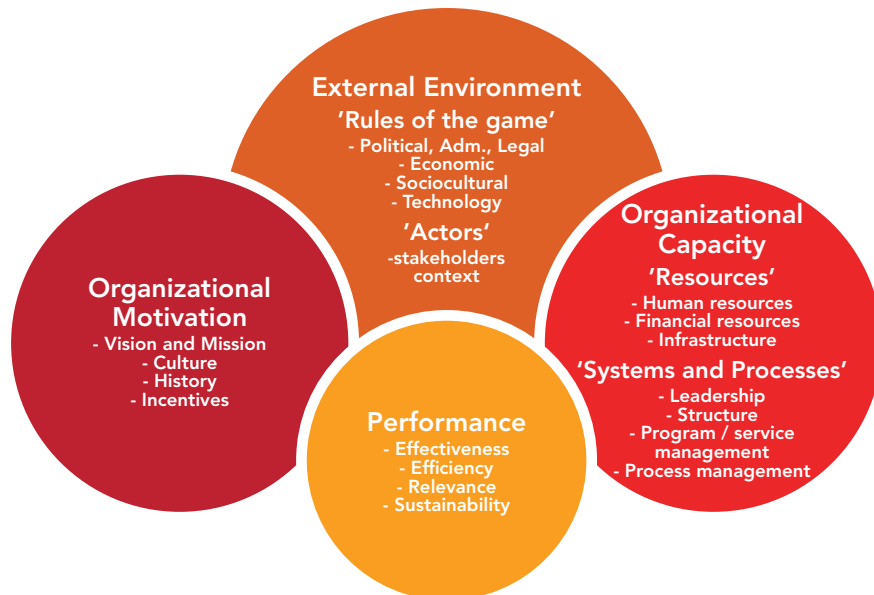 External Environment
'Rules of the game'
- Political, Adm., Legal
- Economic
- Sociocultural
- Technology
'Actors'
-stakeholders
context
Organizational
Motivation
- Vision and Mission
- Culture
- History
- Incentives
Organizational
Capacity
'Resources'
- Human resources
- Financial resources
- Infrastructure
'Systems and Processes'
- Leadership
- Structure
- Program / service
management
- Process management
Performance
- Effectiveness
- Efficiency
- Relevance
- Sustainability